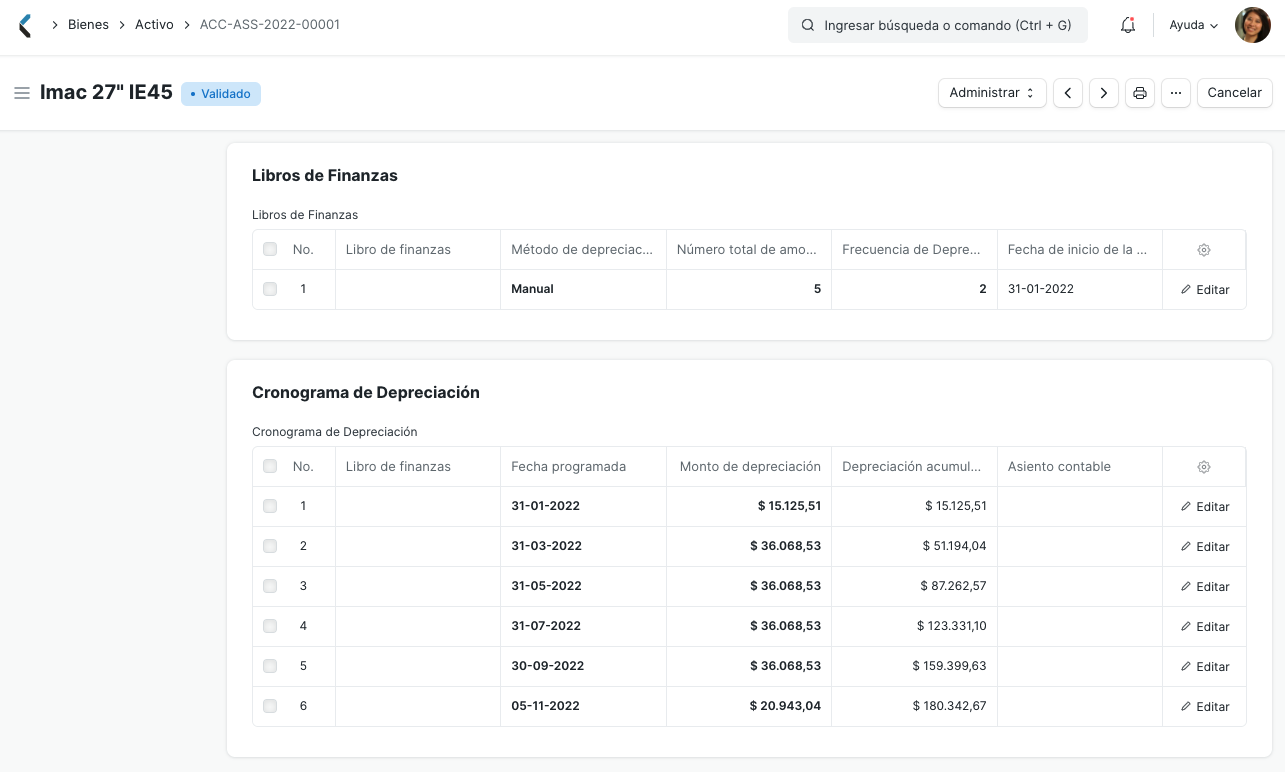 Bienes Activo ACC-ASS-2022-00001 Ingresar búsqueda o comando (Ctrl + G) Ayuda
Imac 27" IE45 Validado Administrar Cancelar
Libros de Finanzas
Libros de Finanzas
No. Libro de finanzas Método de depreciac... Número total de amo... Frecuencia de Depre... Fecha de inicio de la ...
1 Manual 5 2 31-01-2022 Editar
Cronograma de Depreciación
Cronograma de Depreciación
No. Libro de finanzas Fecha programada Monto de depreciación Depreciación acumul... Asiento contable
1 31-01-2022 $ 15.125,51 $ 15.125,51 Editar
2 31-03-2022 $ 36.068,53 $ 51.194,04 Editar
3 31-05-2022 $ 36.068,53 $ 87.262,57 Editar
4 31-07-2022 $ 36.068,53 $ 123.331,10 Editar
5 30-09-2022 $ 36.068,53 $ 159.399,63 Editar
6 05-11-2022 $ 20.943,04 $ 180.342,67 Editar